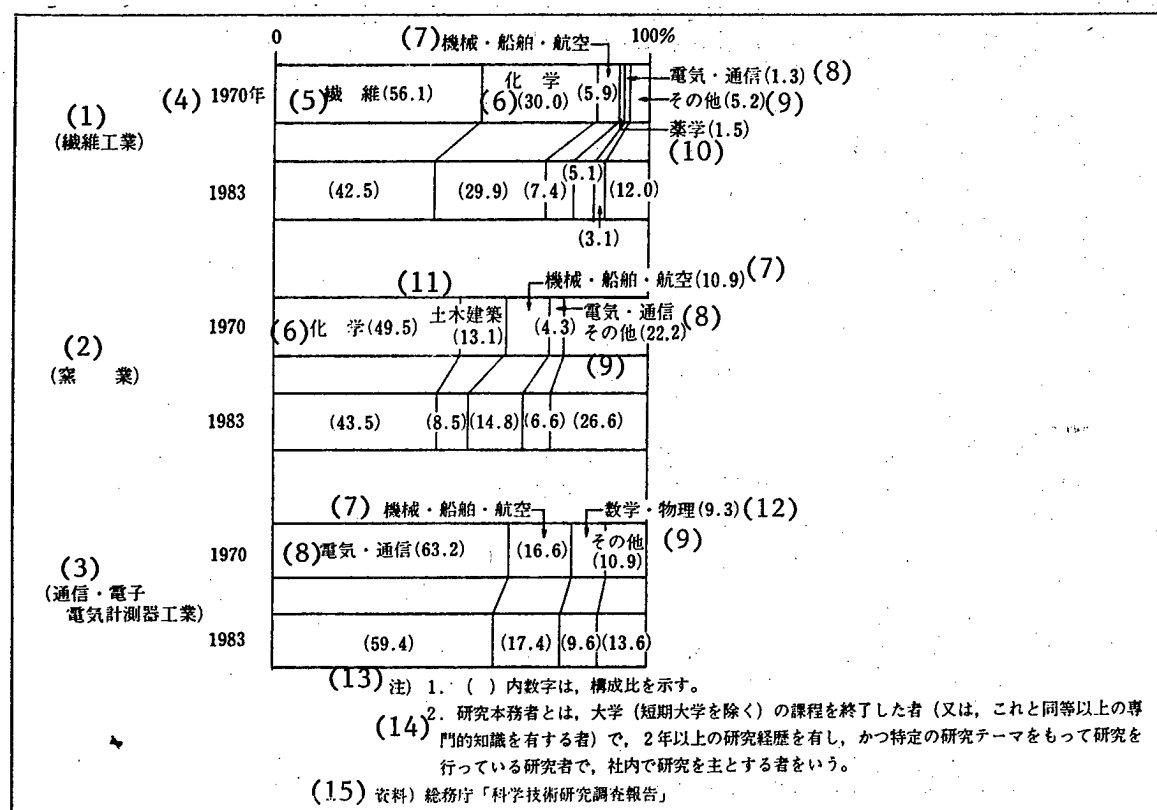 0 100%
(7) 機械・船舶・航空
(4) 1970年 (5) 繊 維 (56.1) (6) 化 学 (30.0) (5.9) 電気・通信(1.3) (8)
その他(5.2) (9)
薬学(1.5)
(10)
(1)
(繊維工業)
1983 (42.5) (29.9) (7.4) (5.1) (12.0)
(3.1)
(11) 機械・船舶・航空(10.9) (7)
1970 (6) 化 学(49.5) 土木建築 (13.1) (4.3) 電気・通信 (8)
その他(22.2)
(9)
(2)
(窯 業)
1983 (43.5) (8.5) (14.8) (6.6) (26.6)
(7) 機械・船舶・航空 数学・物理(9.3) (12)
1970 (8) 電気・通信(63.2) (16.6) その他 (10.9) (9)
(3)
(通信・電子
電気計測器工業)
1983 (59.4) (17.4) (9.6) (13.6)
(13) 注) 1. ( )内数字は,構成比を示す。
(14) 2. 研究本務者とは,大学(短期大学を除く)の課程を終了した者(又は,これと同等以上の専
門的知識を有する者)で,2年以上の研究経歴を有し,かつ特定の研究テーマをもって研究を
行っている研究者で,社内で研究を主とする者をいう。
(15) 資料) 総務庁「科学技術研究調査報告」